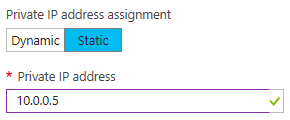 Private IP address assignment
Dynamic Static
* Private IP address
10.0.0.5